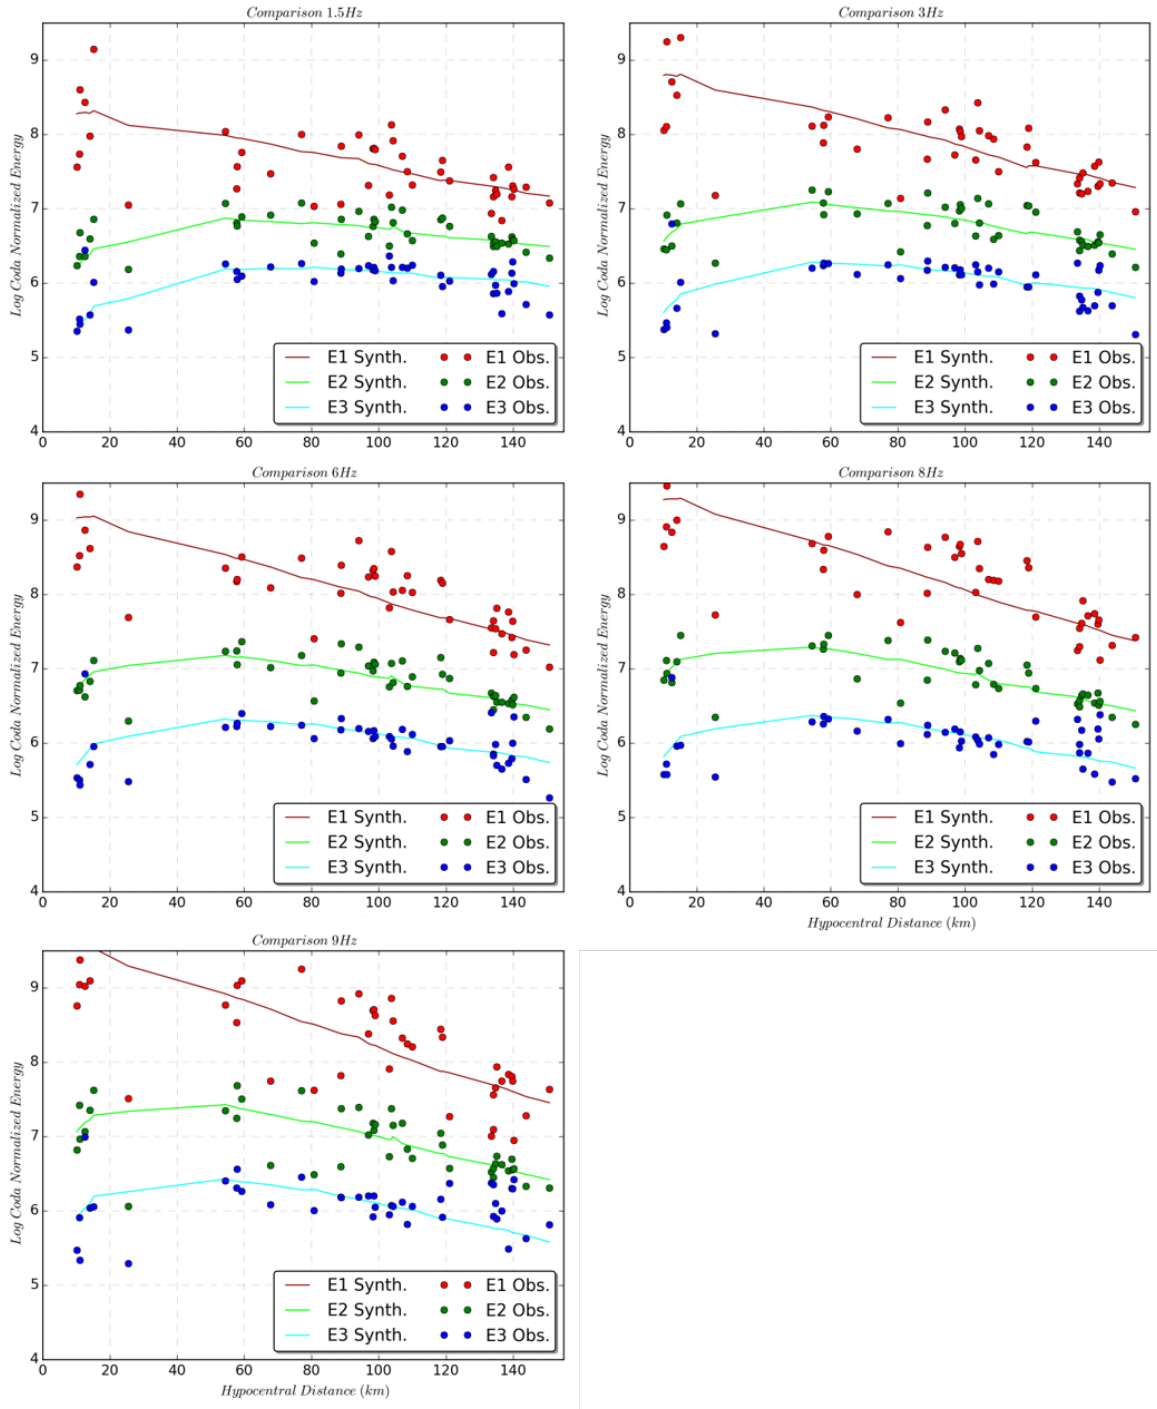 Comparison 1.5Hz
Log Coda Normalized Energy
9
8
7
6
5
4
0 20 40 60 80 100 120 140
E1 Synth. E1 Obs.
E2 Synth. E2 Obs.
E3 Synth. E3 Obs.
Comparison 3Hz
Log Coda Normalized Energy
9
8
7
6
5
4
0 20 40 60 80 100 120 140
E1 Synth. E1 Obs.
E2 Synth. E2 Obs.
E3 Synth. E3 Obs.
Comparison 6Hz
Log Coda Normalized Energy
9
8
7
6
5
4
0 20 40 60 80 100 120 140
E1 Synth. E1 Obs.
E2 Synth. E2 Obs.
E3 Synth. E3 Obs.
Comparison 8Hz
Log Coda Normalized Energy
9
8
7
6
5
4
0 20 40 60 80 100 120 140
Hypocentral Distance (km)
E1 Synth. E1 Obs.
E2 Synth. E2 Obs.
E3 Synth. E3 Obs.
Comparison 9Hz
Log Coda Normalized Energy
9
8
7
6
5
4
0 20 40 60 80 100 120 140
Hypocentral Distance (km)
E1 Synth. E1 Obs.
E2 Synth. E2 Obs.
E3 Synth. E3 Obs.